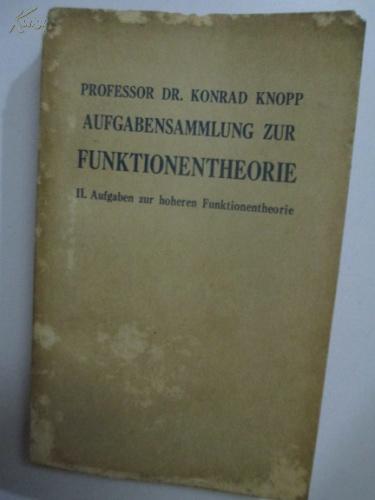 PROFESSOR DR. KONRAD KNOPP
AUFGABENSAMMLUNG ZUR
FUNKTIONENTHEORIE
II. Aufgaben zur hoheren Funktionentheorie